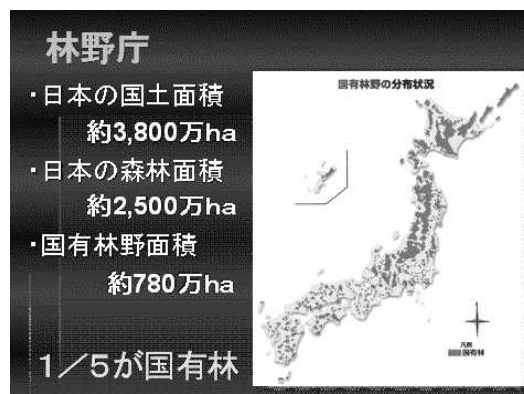 林野庁
・日本の国土面積
約3,800万ha
・日本の森林面積
約2,500万ha
・国有林野面積
約780万ha
1／5が国有林
国有林野の分布状況
凡例
国有林